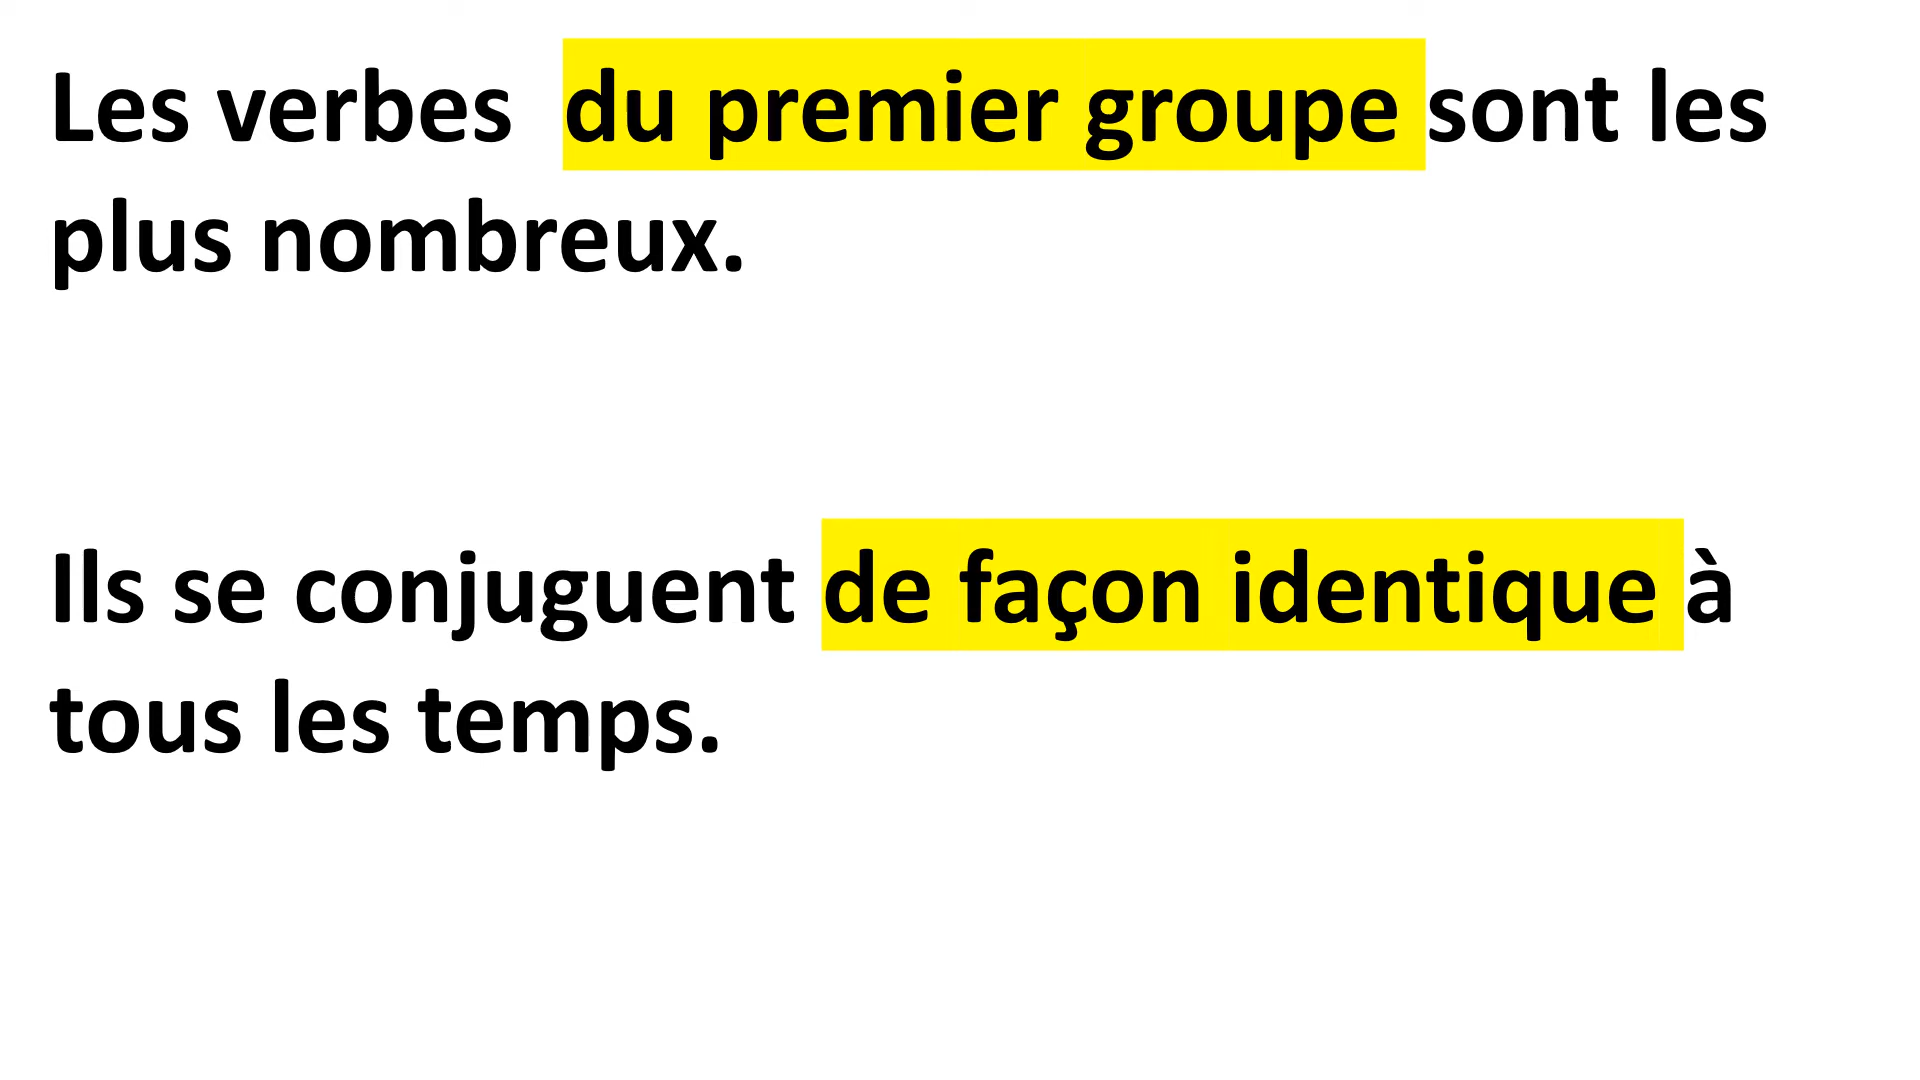 Les verbes  du premier groupe sont les
plus nombreux.
Ils se conjuguent de façon identique à
tous les temps.